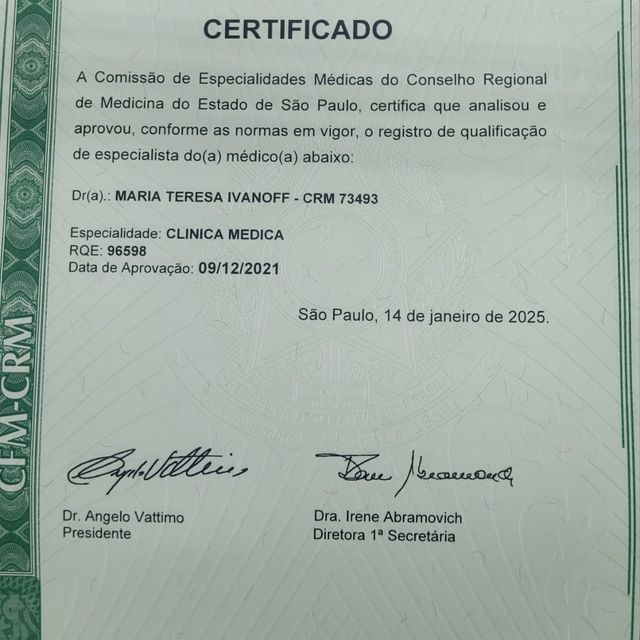 CERTIFICADO
A Comissão de Especialidades Médicas do Conselho Regional
de Medicina do Estado de São Paulo, certifica que analisou e
aprovou, conforme as normas em vigor, o registro de qualificação
de especialista do(a) médico(a) abaixo:
Dr(a).: MARIA TERESA IVANOFF - CRM 73493
Especialidade: CLINICA MEDICA
RQE: 96598
Data de Aprovação: 09/12/2021
São Paulo, 14 de janeiro de 2025.
Dr. Angelo Vattimo
Presidente
Dra. Irene Abramovich
Diretora 1ª Secretária
CFM-CRM